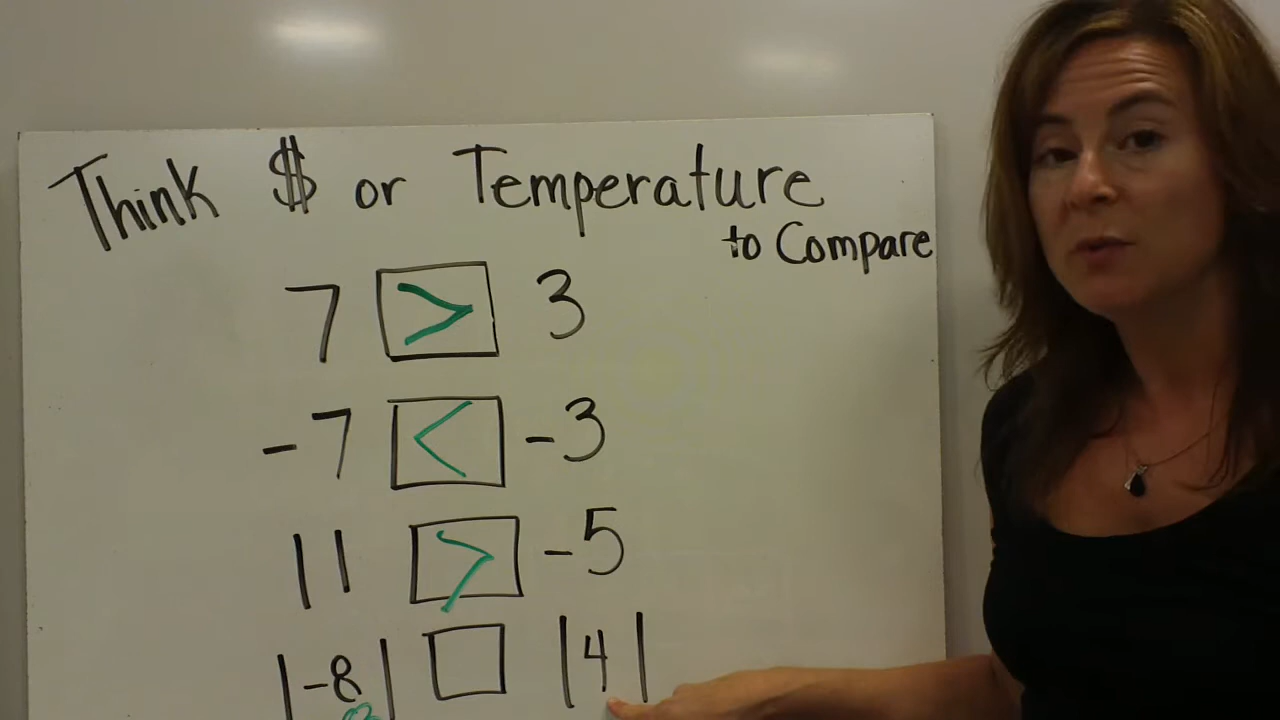 Think $ or Temperature
to Compare
7 > 3
-7 < -3
11 > -5
|-8| |4|